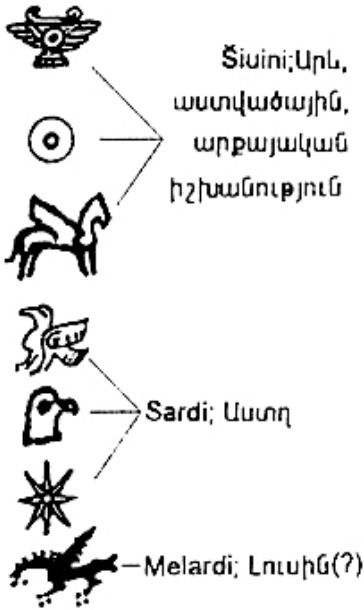 Šiuini;Արև,
աստվածային,
արքայական
իշխանություն
Sardi; Աստղ
Melardi; Լուսին(?)